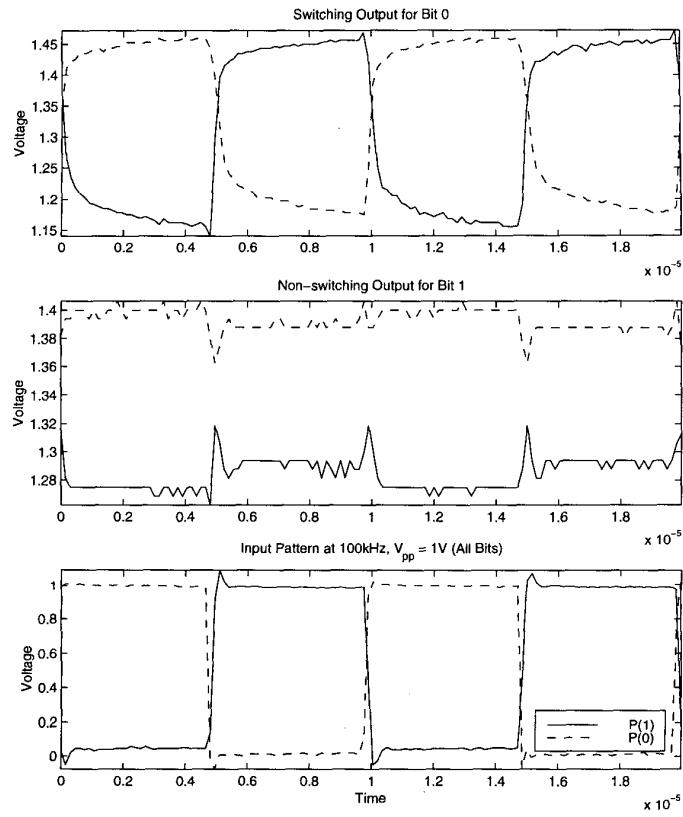 Switching Output for Bit 0
Voltage
1.45
1.4
1.35
1.3
1.25
1.2
1.15
0 0.2 0.4 0.6 0.8 1 1.2 1.4 1.6 1.8
x 10⁻⁵
Non-switching Output for Bit 1
Voltage
1.4
1.38
1.36
1.34
1.32
1.3
1.28
0 0.2 0.4 0.6 0.8 1 1.2 1.4 1.6 1.8
x 10⁻⁵
Input Pattern at 100kHz, Vpp = 1V (All Bits)
Voltage
1
0.8
0.6
0.4
0.2
0
P(1)
P(0)
0 0.2 0.4 0.6 0.8 1 1.2 1.4 1.6 1.8
Time
x 10⁻⁵